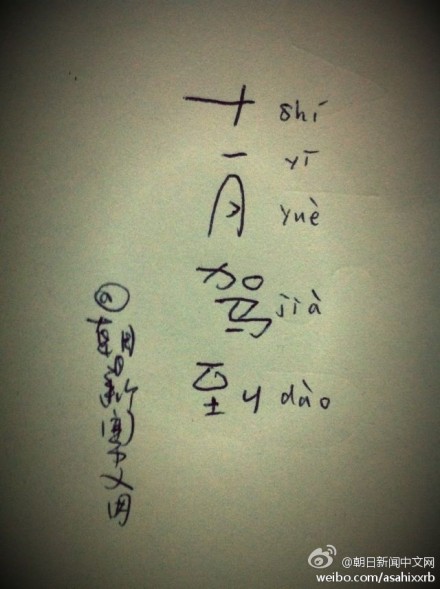 十 shí
一 yī
月 yuè
驾 jià
到 dào
@朝日新闻中文网
@朝日新闻中文网
weibo.com/asahixxrb